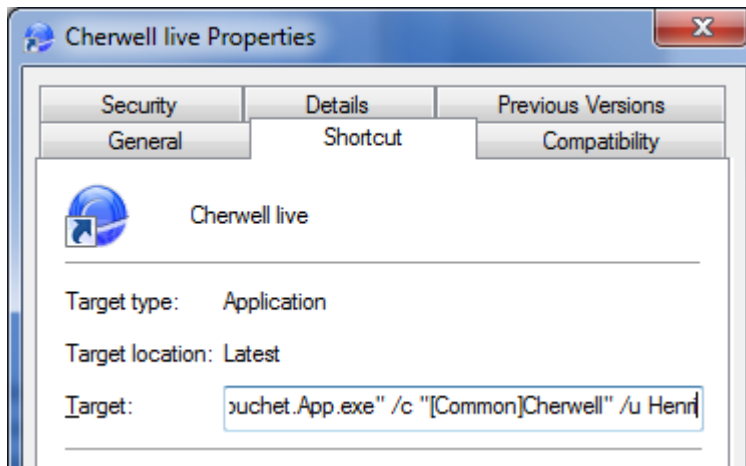 Cherwell live Properties
Security Details Previous Versions
General Shortcut Compatibility
Cherwell live
Target type: Application
Target location: Latest
Target: ouchet.App.exe" /c "[Common]Cherwell" /u Henri